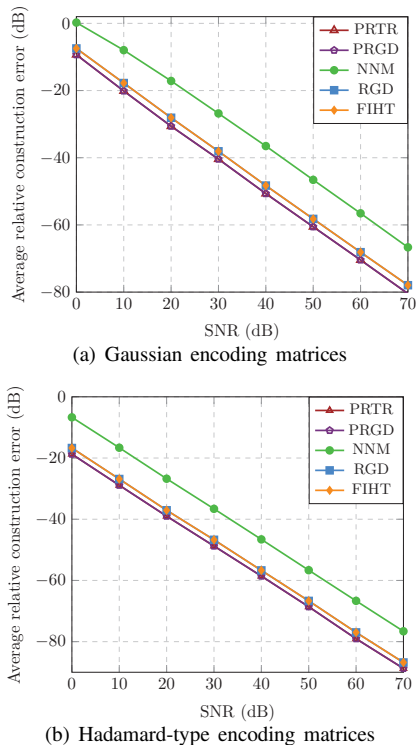 Average relative construction error (dB)
0
−20
−40
−60
−80
PRTR
PRGD
NNM
RGD
FIHT
0 10 20 30 40 50 60 70
SNR (dB)
(a) Gaussian encoding matrices
Average relative construction error (dB)
0
−20
−40
−60
−80
PRTR
PRGD
NNM
RGD
FIHT
0 10 20 30 40 50 60 70
SNR (dB)
(b) Hadamard-type encoding matrices